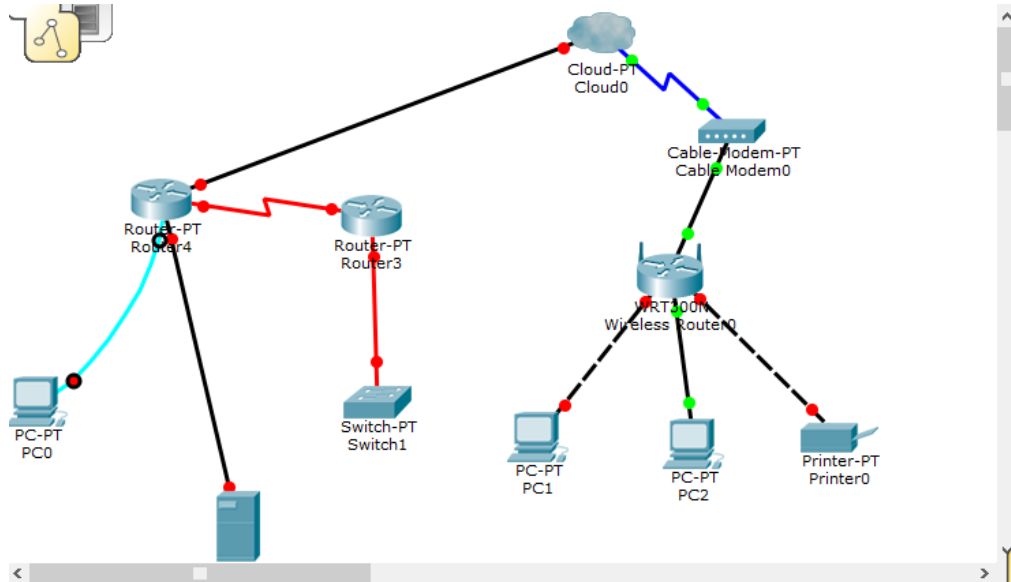 Cloud-PT
Cloud0
Cable-Modem-PT
Cable Modem0
Router-PT
Router4
Router-PT
Router3
WRT300N
Wireless Router0
Switch-PT
Switch1
PC-PT
PC0
PC-PT
PC1
PC-PT
PC2
Printer-PT
Printer0